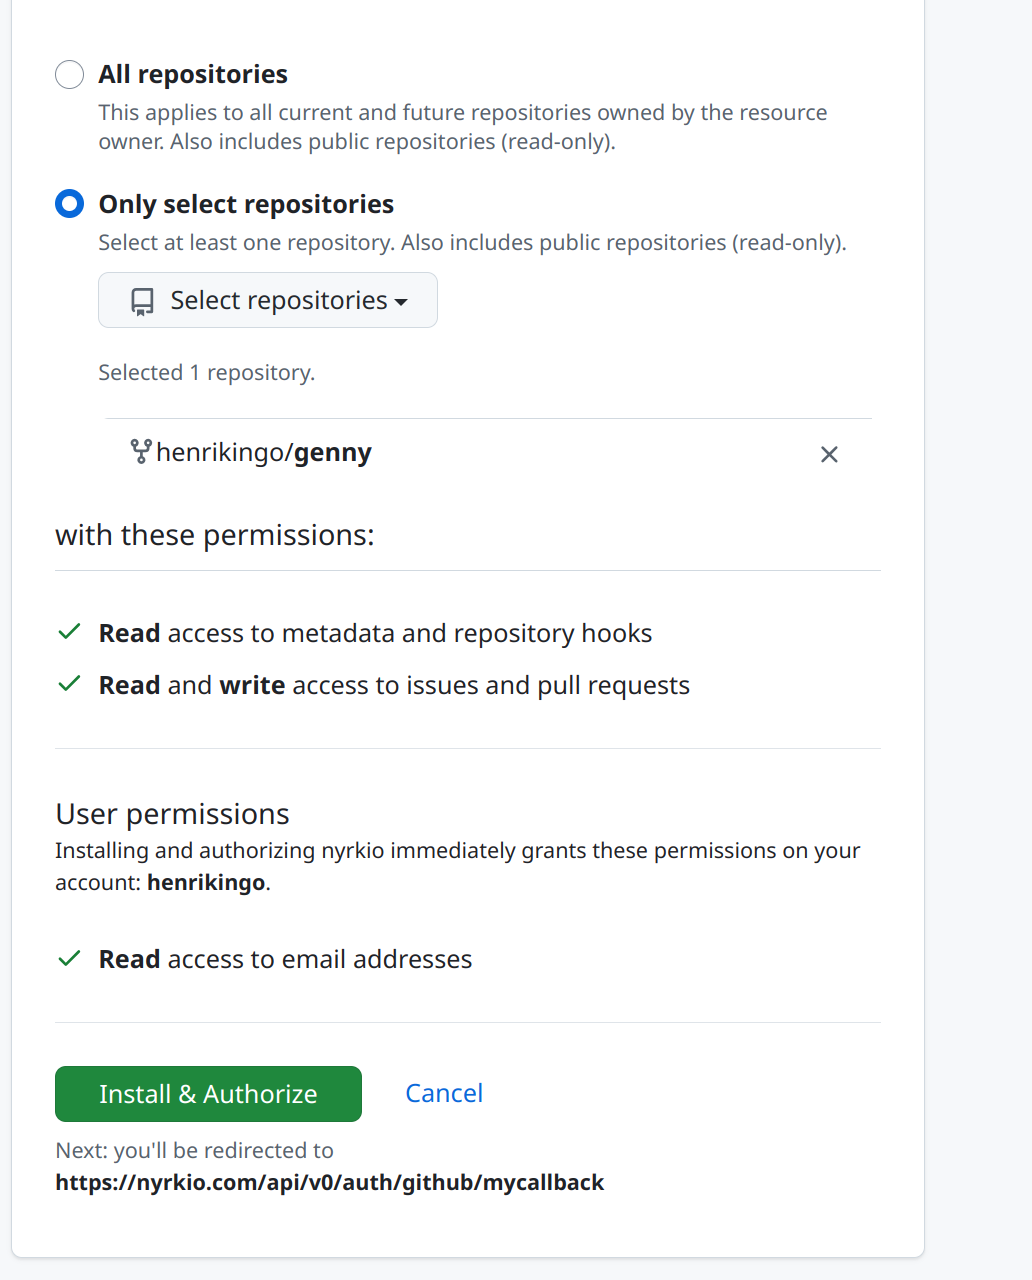 All repositories
This applies to all current and future repositories owned by the resource
owner. Also includes public repositories (read-only).
Only select repositories
Select at least one repository. Also includes public repositories (read-only).
Select repositories
Selected 1 repository.
henrikingo/genny
with these permissions:
Read access to metadata and repository hooks
Read and write access to issues and pull requests
User permissions
Installing and authorizing nyrkio immediately grants these permissions on your
account: henrikingo.
Read access to email addresses
Install & Authorize Cancel
Next: you'll be redirected to
https://nyrkio.com/api/v0/auth/github/mycallback